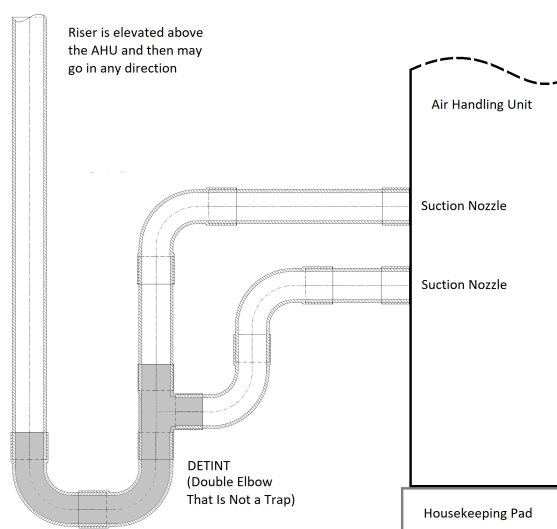 Riser is elevated above
the AHU and then may
go in any direction
Air Handling Unit
Suction Nozzle
Suction Nozzle
DETINT
(Double Elbow
That Is Not a Trap)
Housekeeping Pad